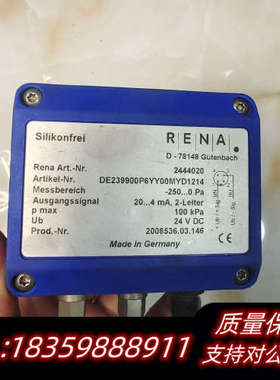 Silikonfrei
RENA.
D - 78148 Gutenbach
Rena Art.-Nr. 2444020
Artikel-Nr. DE239900P6YY00MYD1214
Messbereich -250...0 Pa
Ausgangssignal 20...4 mA, 2-Leiter
p max 100 kPa
Ub 24 V DC
Prod.-Nr. 2008536.03.146
Made in Germany
质量保
:18359888911
支持对公